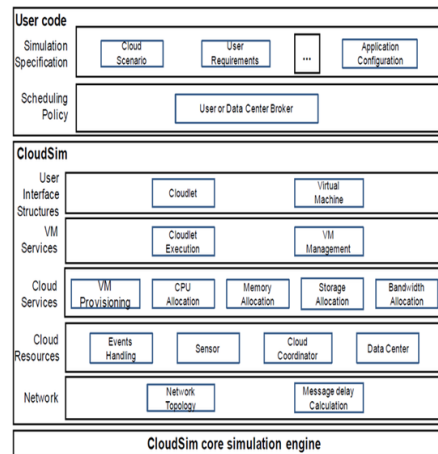 User code
Simulation
Specification
Cloud
Scenario
User
Requirements
...
Application
Configuration
Scheduling
Policy
User or Data Center Broker
CloudSim
User
Interface
Structures
Cloudlet
Virtual
Machine
VM
Services
Cloudlet
Execution
VM
Management
Cloud
Services
VM
Provisioning
CPU
Allocation
Memory
Allocation
Storage
Allocation
Bandwidth
Allocation
Cloud
Resources
Events
Handling
Sensor
Cloud
Coordinator
Data Center
Network
Network
Topology
Message delay
Calculation
CloudSim core simulation engine